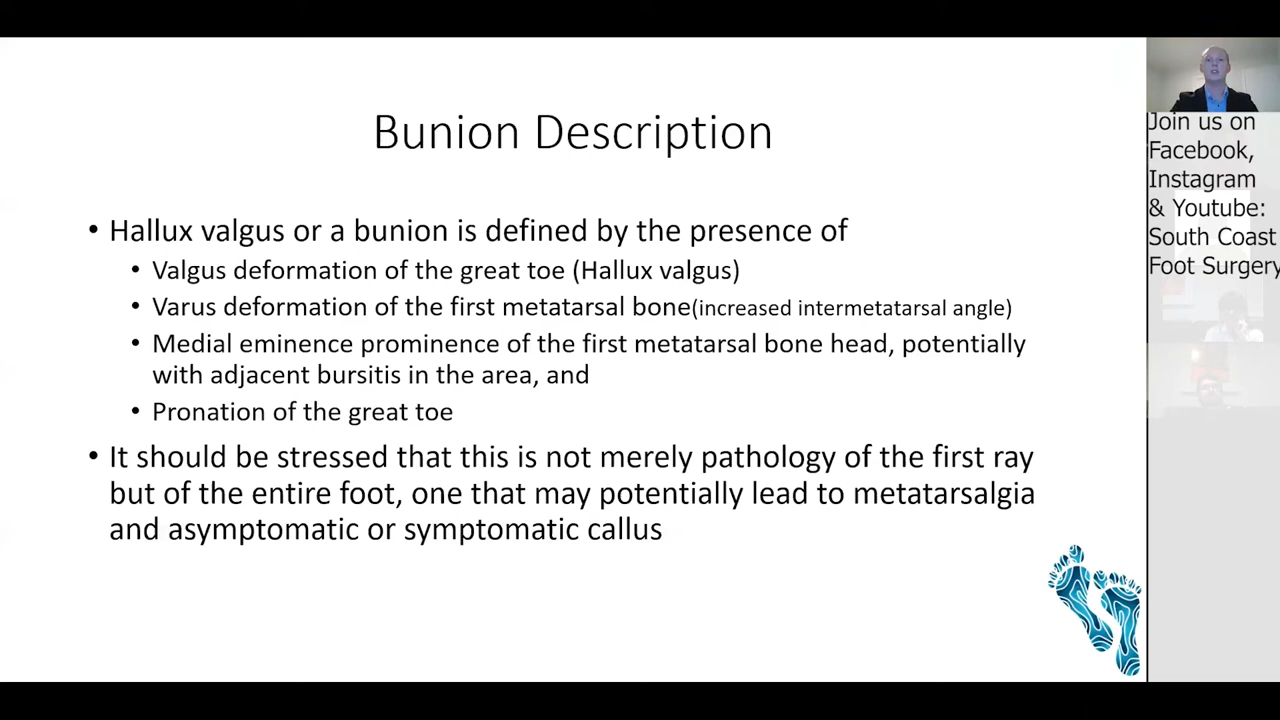 Bunion Description
• Hallux valgus or a bunion is defined by the presence of
• Valgus deformation of the great toe (Hallux valgus)
• Varus deformation of the first metatarsal bone(increased intermetatarsal angle)
• Medial eminence prominence of the first metatarsal bone head, potentially
with adjacent bursitis in the area, and
• Pronation of the great toe
• It should be stressed that this is not merely pathology of the first ray
but of the entire foot, one that may potentially lead to metatarsalgia
and asymptomatic or symptomatic callus
Join us on
Facebook,
Instagram
& Youtube:
South Coast
Foot Surgery